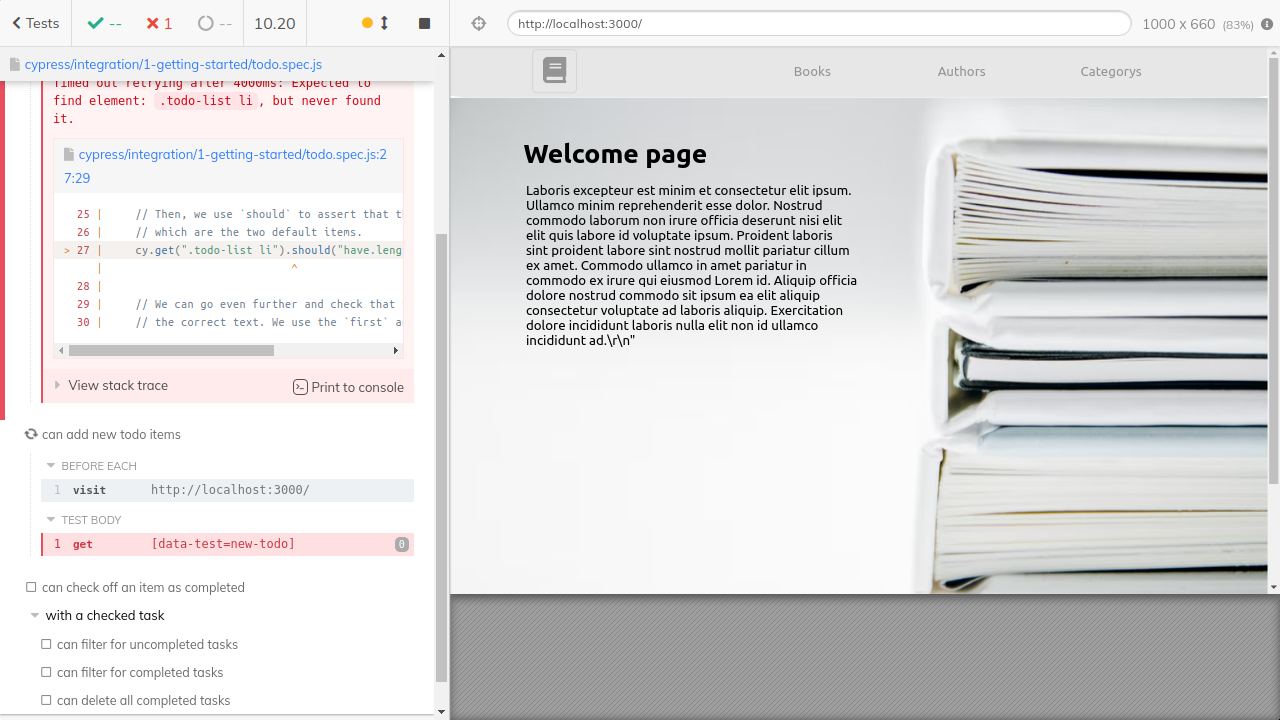 Tests
--
1
--
10.20
http://localhost:3000/
1000 x 660 (83%)
cypress/integration/1-getting-started/todo.spec.js
Timed out retrying after 4000ms: Expected to
find element: .todo-list li, but never found
it.
cypress/integration/1-getting-started/todo.spec.js:2
7:29
25 | // Then, we use `should` to assert that t
26 | // which are the two default items.
> 27 | cy.get(".todo-list li").should("have.leng
| ^
28 |
29 | // We can go even further and check that
30 | // the correct text. We use the `first` a
View stack trace
Print to console
can add new todo items
BEFORE EACH
1 visit http://localhost:3000/
TEST BODY
1 get [data-test=new-todo] 0
can check off an item as completed
with a checked task
can filter for uncompleted tasks
can filter for completed tasks
can delete all completed tasks
Books
Authors
Categorys
Welcome page
Laboris excepteur est minim et consectetur elit ipsum.
Ullamco minim reprehenderit esse dolor. Nostrud
commodo laborum non irure officia deserunt nisi elit
elit quis labore id voluptate ipsum. Proident laboris
sint proident labore sint nostrud mollit pariatur cillum
ex amet. Commodo ullamco in amet pariatur in
commodo ex irure qui eiusmod Lorem id. Aliquip officia
dolore nostrud commodo sit ipsum ea elit aliquip
consectetur voluptate ad laboris aliquip. Exercitation
dolore incididunt laboris nulla elit non id ullamco
incididunt ad.\r\n"